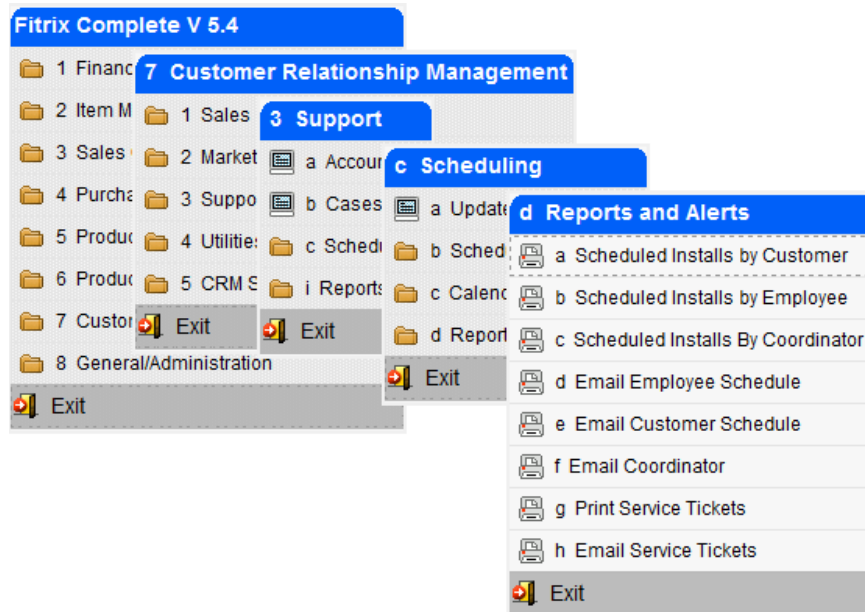 Fitrix Complete V 5.4
1 Financ
2 Item M
3 Sales
4 Purcha
5 Produc
6 Produc
7 Custor
8 General/Administration
Exit
7 Customer Relationship Management
1 Sales
2 Market
3 Suppo
4 Utilities
5 CRM S
Exit
3 Support
a Accour
b Cases
c Schedu
i Reports
Exit
c Scheduling
a Update
b Sched
c Calend
d Report
Exit
d Reports and Alerts
a Scheduled Installs by Customer
b Scheduled Installs by Employee
c Scheduled Installs By Coordinator
d Email Employee Schedule
e Email Customer Schedule
f Email Coordinator
g Print Service Tickets
h Email Service Tickets
Exit